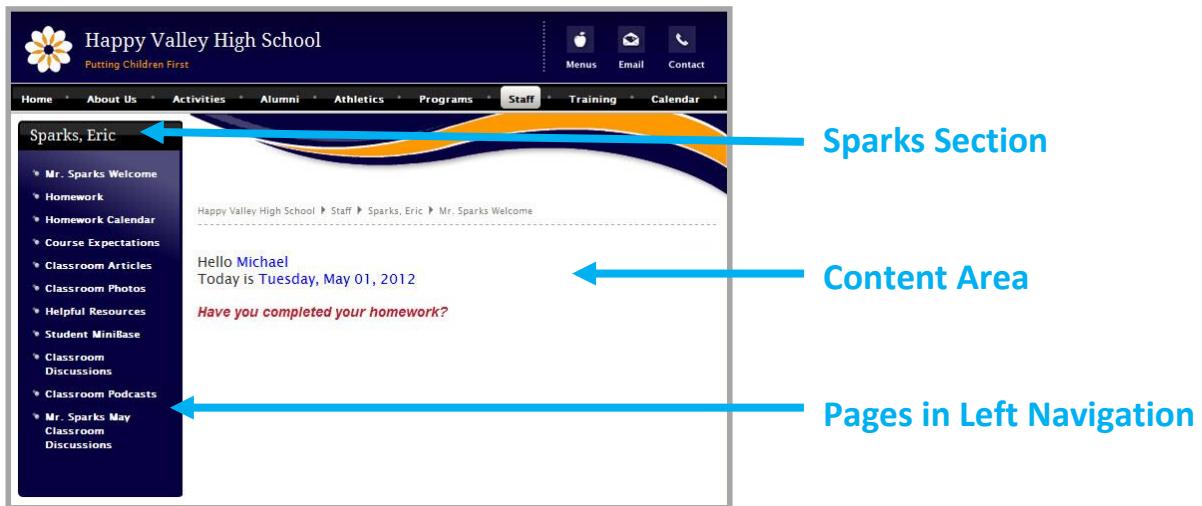 Happy Valley High School
Putting Children First
Menus Email Contact
Home About Us Activities Alumni Athletics Programs Staff Training Calendar
Sparks, Eric
Mr. Sparks Welcome
Homework
Homework Calendar
Course Expectations
Classroom Articles
Classroom Photos
Helpful Resources
Student MiniBase
Classroom
Discussions
Classroom Podcasts
Mr. Sparks May
Classroom
Discussions
Happy Valley High School Staff Sparks, Eric Mr. Sparks Welcome
Hello Michael
Today is Tuesday, May 01, 2012
Have you completed your homework?
Sparks Section
Content Area
Pages in Left Navigation